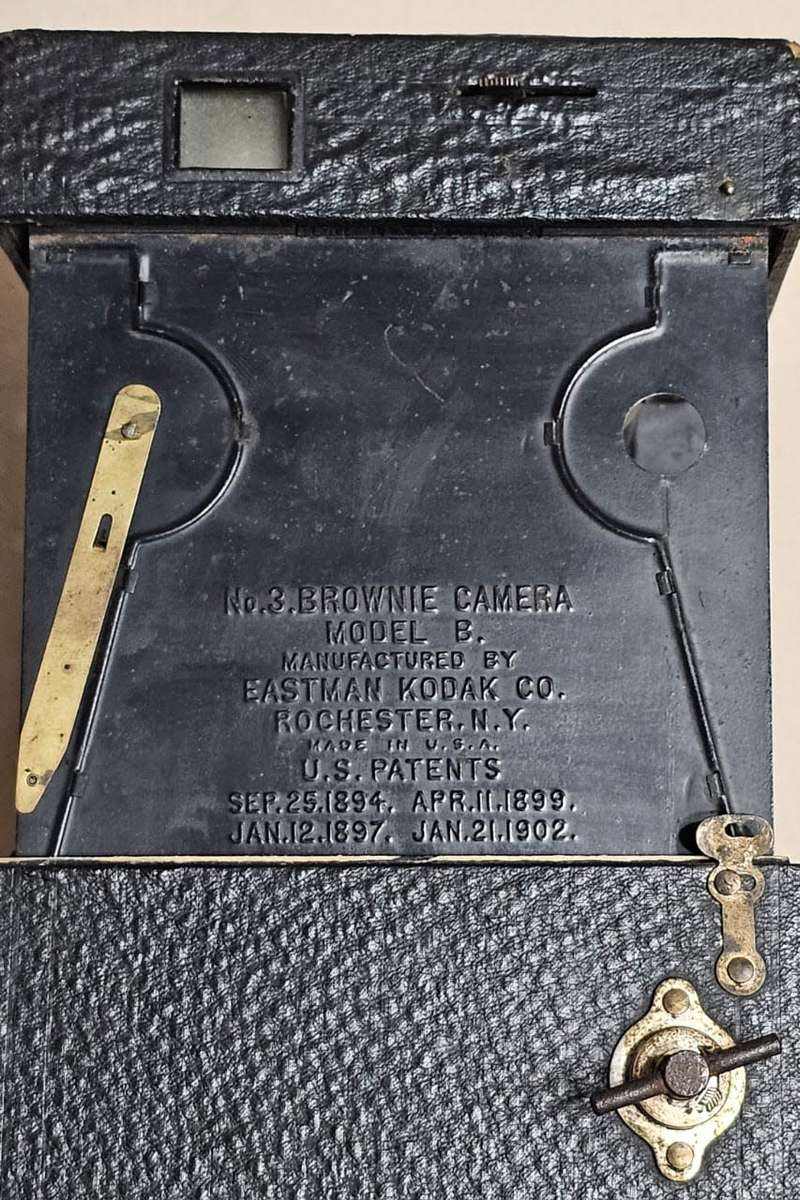 No.3.BROWNIE CAMERA
MODEL B.
MANUFACTURED BY
EASTMAN KODAK CO.
ROCHESTER.N.Y.
MADE IN U.S.A.
U.S. PATENTS
SEP.25.1894. APR.11.1899.
JAN.12.1897. JAN.21.1902.